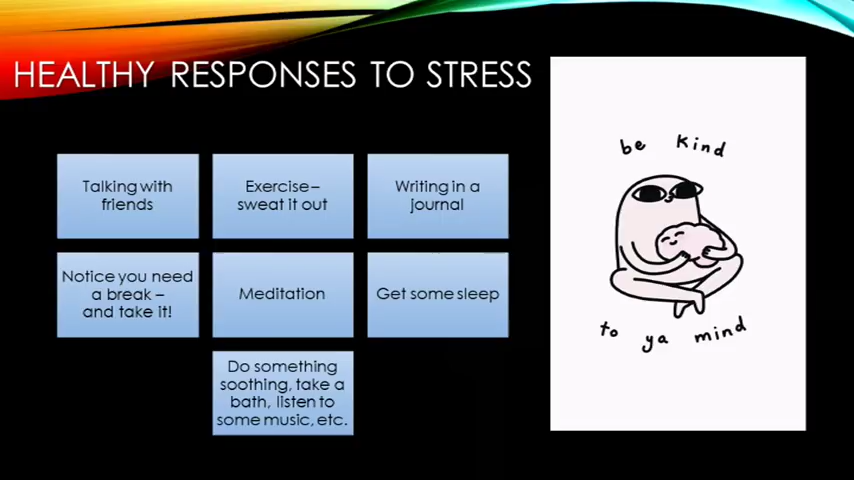 HEALTHY RESPONSES TO STRESS
Talking with
friends
Exercise –
sweat it out
Writing in a
journal
Notice you need
a break –
and take it!
Meditation
Get some sleep
Do something
soothing, take a
bath, listen to
some music, etc.
be kind
to ya mind